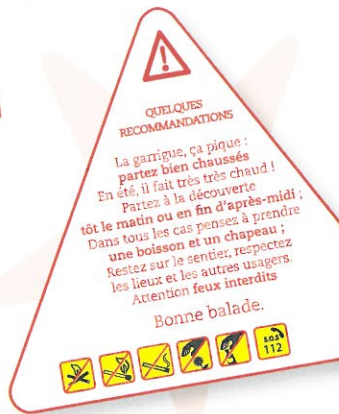 QUELQUES
RECOMMANDATIONS
La garrigue, ça pique :
partez bien chaussés
En été, il fait très très chaud !
Partez à la découverte
tôt le matin ou en fin d'après-midi ;
Dans tous les cas pensez à prendre
une boisson et un chapeau ;
Restez sur le sentier, respectez
les lieux et les autres usagers.
Attention feux interdits
Bonne balade.
S.O.S
112